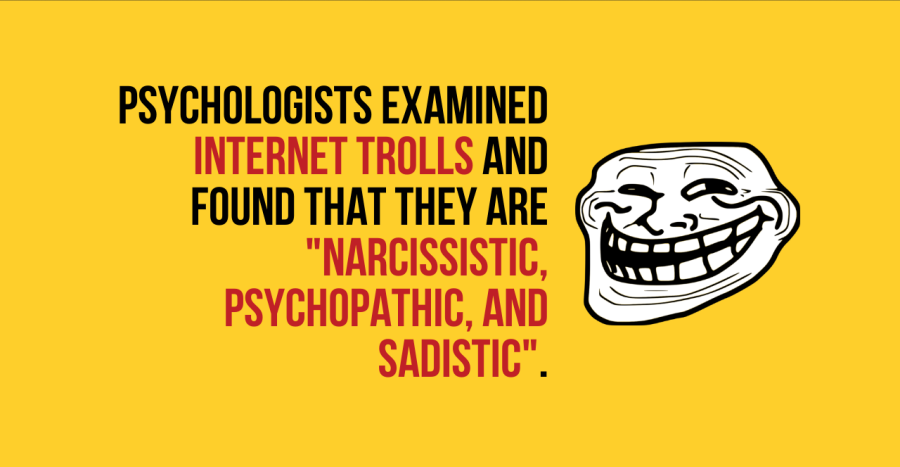 PSYCHOLOGISTS EXAMINED
INTERNET TROLLS AND
FOUND THAT THEY ARE
"NARCISSISTIC,
PSYCHOPATHIC, AND
SADISTIC".